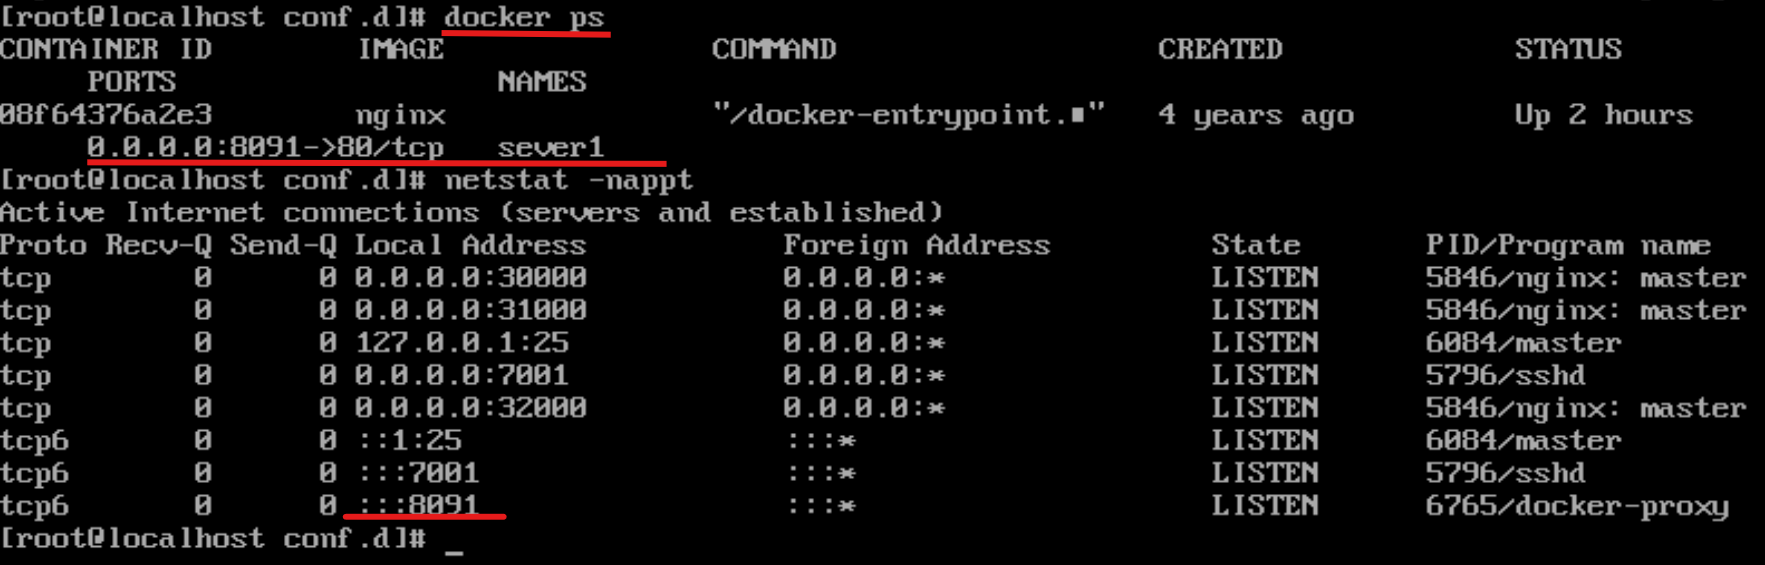 [root@localhost conf.d]# docker ps
CONTAINER ID        IMAGE               COMMAND                  CREATED             STATUS
     PORTS                  NAMES
08f64376a2e3        nginx               "/docker-entrypoint.■"   4 years ago         Up 2 hours
     0.0.0.0:8091->80/tcp   sever1
[root@localhost conf.d]# netstat -nappt
Active Internet connections (servers and established)
Proto Recv-Q Send-Q Local Address           Foreign Address         State       PID/Program name
tcp        0      0 0.0.0.0:30000           0.0.0.0:*               LISTEN      5846/nginx: master
tcp        0      0 0.0.0.0:31000           0.0.0.0:*               LISTEN      5846/nginx: master
tcp        0      0 127.0.0.1:25            0.0.0.0:*               LISTEN      6084/master
tcp        0      0 0.0.0.0:7001            0.0.0.0:*               LISTEN      5796/sshd
tcp        0      0 0.0.0.0:32000           0.0.0.0:*               LISTEN      5846/nginx: master
tcp6       0      0 ::1:25                  :::*                    LISTEN      6084/master
tcp6       0      0 :::7001                 :::*                    LISTEN      5796/sshd
tcp6       0      0 :::8091                 :::*                    LISTEN      6765/docker-proxy
[root@localhost conf.d]# _